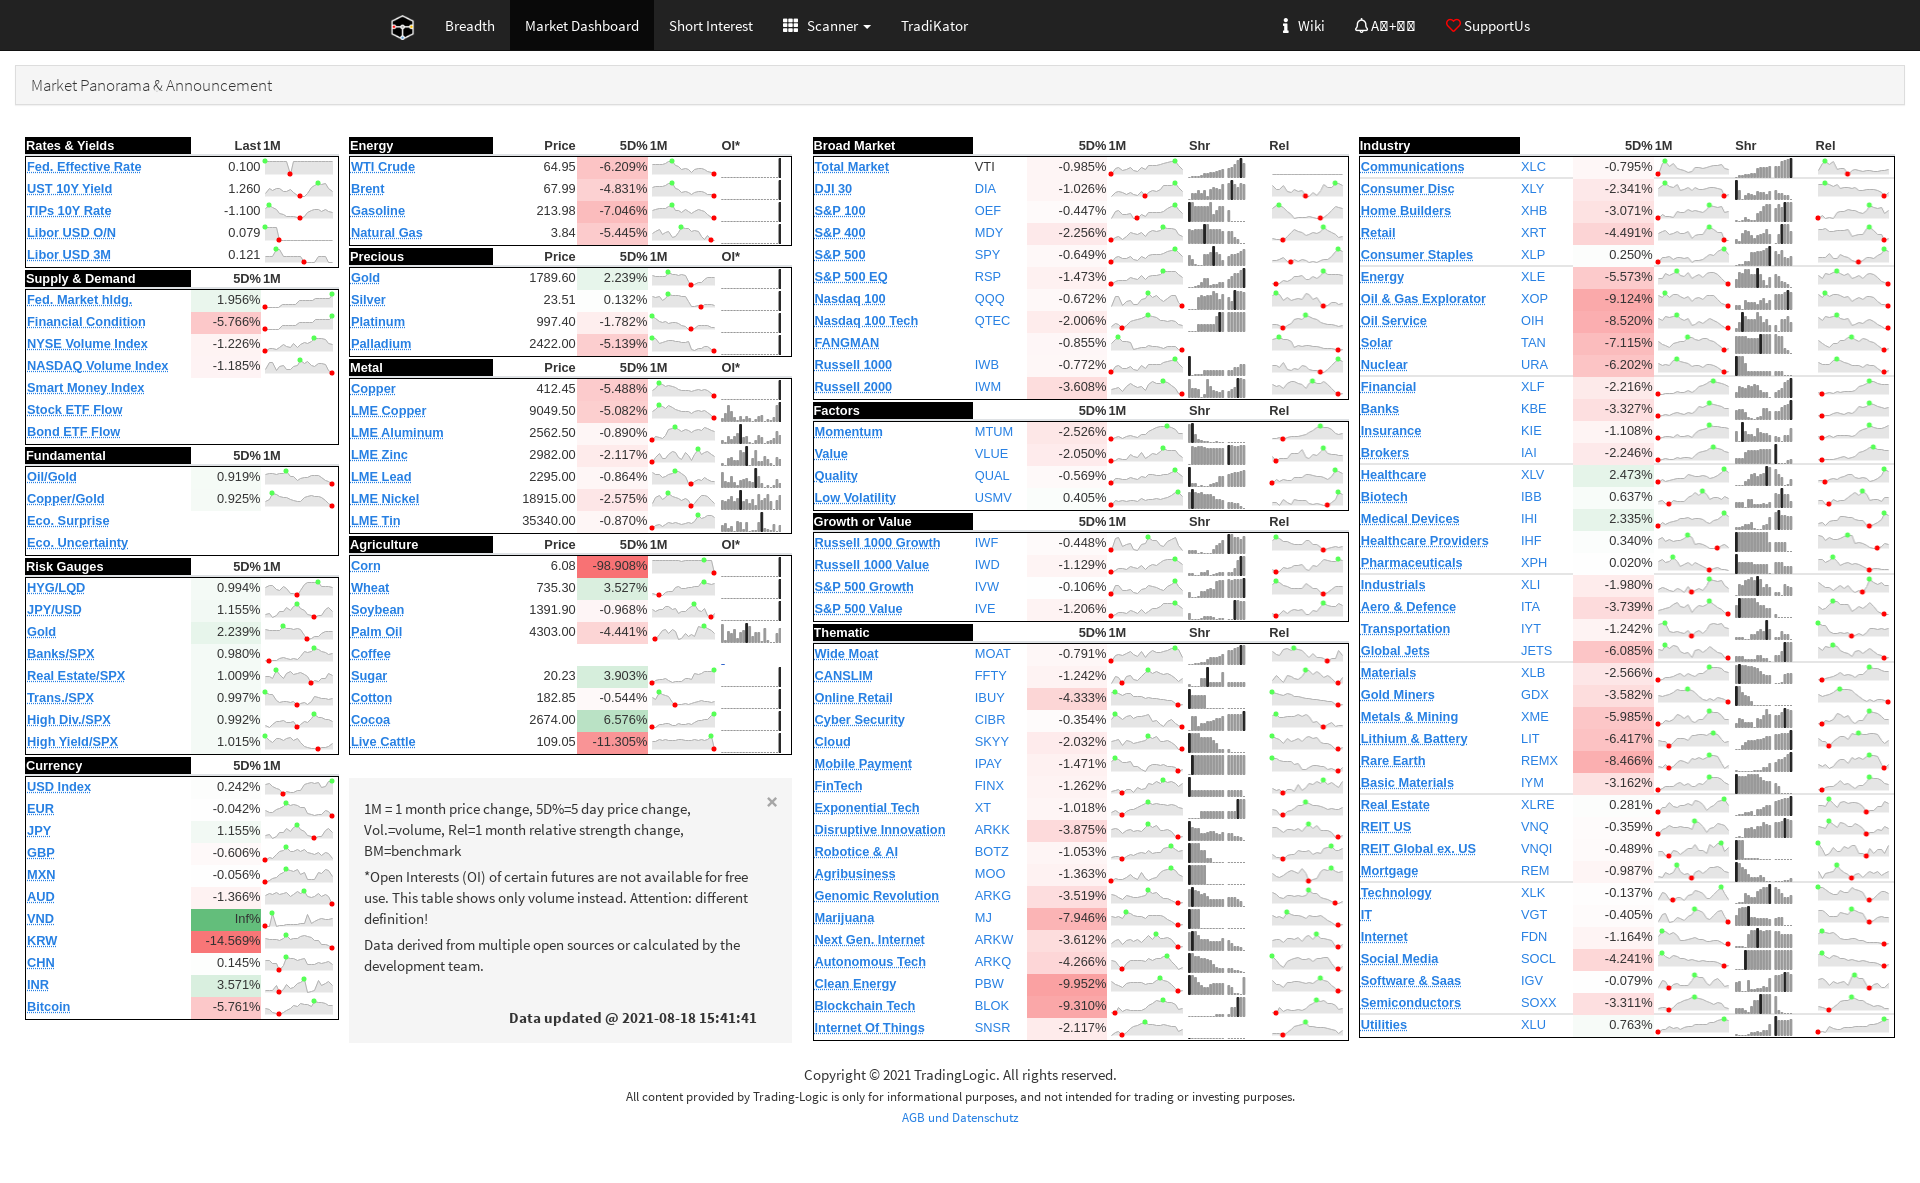 Breadth Market Dashboard Short Interest Scanner TradiKator Wiki SupportUs
Market Panorama & Announcement
Rates & Yields Last 1M
Fed. Effective Rate 0.100
UST 10Y Yield 1.260
TIPs 10Y Rate -1.100
Libor USD O/N 0.079
Libor USD 3M 0.121
Supply & Demand 5D% 1M
Fed. Market hldg. 1.956%
Financial Condition -5.766%
NYSE Volume Index -1.226%
NASDAQ Volume Index -1.185%
Smart Money Index
Stock ETF Flow
Bond ETF Flow
Fundamental 5D% 1M
Oil/Gold 0.919%
Copper/Gold 0.925%
Eco. Surprise
Eco. Uncertainty
Risk Gauges 5D% 1M
HYG/LQD 0.994%
JPY/USD 1.155%
Gold 2.239%
Banks/SPX 0.980%
Real Estate/SPX 1.009%
Trans./SPX 0.997%
High Div./SPX 0.992%
High Yield/SPX 1.015%
Currency 5D% 1M
USD Index 0.242%
EUR -0.042%
JPY 1.155%
GBP -0.606%
MXN -0.056%
AUD -1.366%
VND Inf%
KRW -14.569%
CHN 0.145%
INR 3.571%
Bitcoin -5.761%
Energy Price 5D% 1M OI*
WTI Crude 64.95 -6.209%
Brent 67.99 -4.831%
Gasoline 213.98 -7.046%
Natural Gas 3.84 -5.445%
Precious Price 5D% 1M OI*
Gold 1789.60 2.239%
Silver 23.51 0.132%
Platinum 997.40 -1.782%
Palladium 2422.00 -5.139%
Metal Price 5D% 1M OI*
Copper 412.45 -5.488%
LME Copper 9049.50 -5.082%
LME Aluminum 2562.50 -0.890%
LME Zinc 2982.00 -2.117%
LME Lead 2295.00 -0.864%
LME Nickel 18915.00 -2.575%
LME Tin 35340.00 -0.870%
Agriculture Price 5D% 1M OI*
Corn 6.08 -98.908%
Wheat 735.30 3.527%
Soybean 1391.90 -0.968%
Palm Oil 4303.00 -4.441%
Coffee -
Sugar 20.23 3.903%
Cotton 182.85 -0.544%
Cocoa 2674.00 6.576%
Live Cattle 109.05 -11.305%
×
1M = 1 month price change, 5D%=5 day price change,
Vol.=volume, Rel=1 month relative strength change,
BM=benchmark
*Open Interests (OI) of certain futures are not available for free
use. This table shows only volume instead. Attention: different
definition!
Data derived from multiple open sources or calculated by the
development team.
Data updated @ 2021-08-18 15:41:41
Broad Market 5D% 1M Shr Rel
Total Market VTI -0.985%
DJI 30 DIA -1.026%
S&P 100 OEF -0.447%
S&P 400 MDY -2.256%
S&P 500 SPY -0.649%
S&P 500 EQ RSP -1.473%
Nasdaq 100 QQQ -0.672%
Nasdaq 100 Tech QTEC -2.006%
FANGMAN -0.855%
Russell 1000 IWB -0.772%
Russell 2000 IWM -3.608%
Factors 5D% 1M Shr Rel
Momentum MTUM -2.526%
Value VLUE -2.050%
Quality QUAL -0.569%
Low Volatility USMV 0.405%
Growth or Value 5D% 1M Shr Rel
Russell 1000 Growth IWF -0.448%
Russell 1000 Value IWD -1.129%
S&P 500 Growth IVW -0.106%
S&P 500 Value IVE -1.206%
Thematic 5D% 1M Shr Rel
Wide Moat MOAT -0.791%
CANSLIM FFTY -1.242%
Online Retail IBUY -4.333%
Cyber Security CIBR -0.354%
Cloud SKYY -2.032%
Mobile Payment IPAY -1.471%
FinTech FINX -1.262%
Exponential Tech XT -1.018%
Disruptive Innovation ARKK -3.875%
Robotice & AI BOTZ -1.053%
Agribusiness MOO -1.363%
Genomic Revolution ARKG -3.519%
Marijuana MJ -7.946%
Next Gen. Internet ARKW -3.612%
Autonomous Tech ARKQ -4.266%
Clean Energy PBW -9.952%
Blockchain Tech BLOK -9.310%
Internet Of Things SNSR -2.117%
Industry 5D% 1M Shr Rel
Communications XLC -0.795%
Consumer Disc XLY -2.341%
Home Builders XHB -3.071%
Retail XRT -4.491%
Consumer Staples XLP 0.250%
Energy XLE -5.573%
Oil & Gas Explorator XOP -9.124%
Oil Service OIH -8.520%
Solar TAN -7.115%
Nuclear URA -6.202%
Financial XLF -2.216%
Banks KBE -3.327%
Insurance KIE -1.108%
Brokers IAI -2.246%
Healthcare XLV 2.473%
Biotech IBB 0.637%
Medical Devices IHI 2.335%
Healthcare Providers IHF 0.340%
Pharmaceuticals XPH 0.020%
Industrials XLI -1.980%
Aero & Defence ITA -3.739%
Transportation IYT -1.242%
Global Jets JETS -6.085%
Materials XLB -2.566%
Gold Miners GDX -3.582%
Metals & Mining XME -5.985%
Lithium & Battery LIT -6.417%
Rare Earth REMX -8.466%
Basic Materials IYM -3.162%
Real Estate XLRE 0.281%
REIT US VNQ -0.359%
REIT Global ex. US VNQI -0.489%
Mortgage REM -0.987%
Technology XLK -0.137%
IT VGT -0.405%
Internet FDN -1.164%
Social Media SOCL -4.241%
Software & Saas IGV -0.079%
Semiconductors SOXX -3.311%
Utilities XLU 0.763%
Copyright © 2021 TradingLogic. All rights reserved.
All content provided by Trading-Logic is only for informational purposes, and not intended for trading or investing purposes.
AGB und Datenschutz